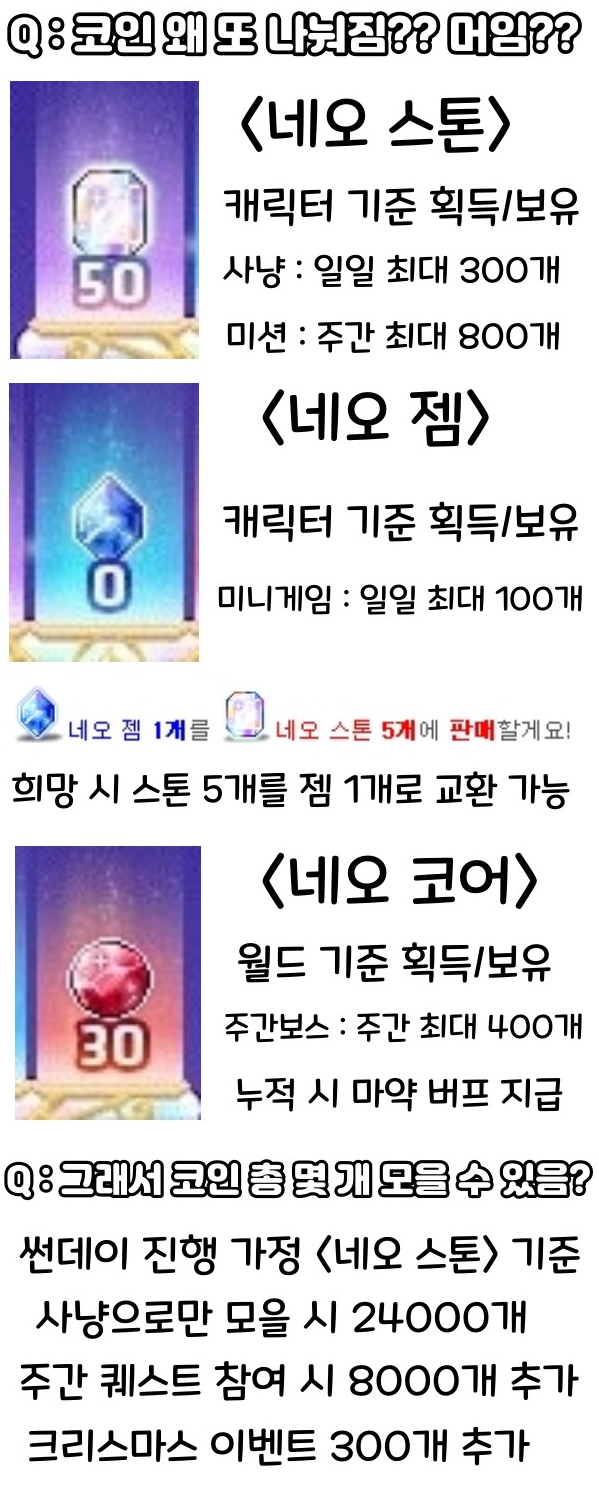 Q : 코인 왜 또 나눠짐?? 머임??
<네오 스톤>
50
캐릭터 기준 획득/보유
사냥 : 일일 최대 300개
미션 : 주간 최대 800개
<네오 젬>
0
캐릭터 기준 획득/보유
미니게임 : 일일 최대 100개
네오 젬 1개를 네오 스톤 5개에 판매할게요!
희망 시 스톤 5개를 젬 1개로 교환 가능
<네오 코어>
30
월드 기준 획득/보유
주간보스 : 주간 최대 400개
누적 시 마약 버프 지급
Q : 그래서 코인 총 몇 개 모을 수 있음?
썬데이 진행 가정 <네오 스톤> 기준
사냥으로만 모을 시 24000개
주간 퀘스트 참여 시 8000개 추가
크리스마스 이벤트 300개 추가